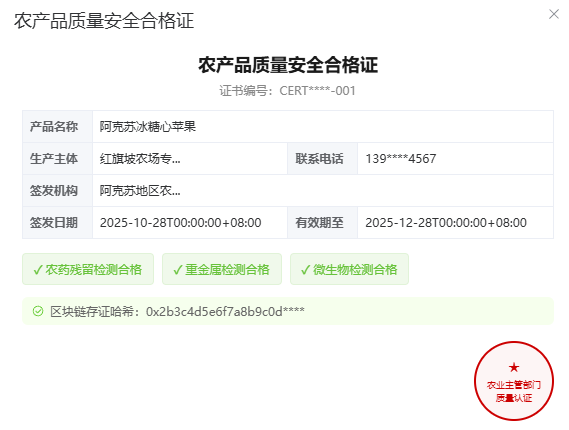 农产品质量安全合格证
农产品质量安全合格证
证书编号：CERT****-001
产品名称 阿克苏冰糖心苹果
生产主体 红旗坡农场专... 联系电话 139****4567
签发机构 阿克苏地区农...
签发日期 2025-10-28T00:00:00+08:00 有效期至 2025-12-28T00:00:00+08:00
✓农药残留检测合格 ✓重金属检测合格 ✓微生物检测合格
区块链存证哈希：0x2b3c4d5e6f7a8b9c0d****
农业主管部门
质量认证